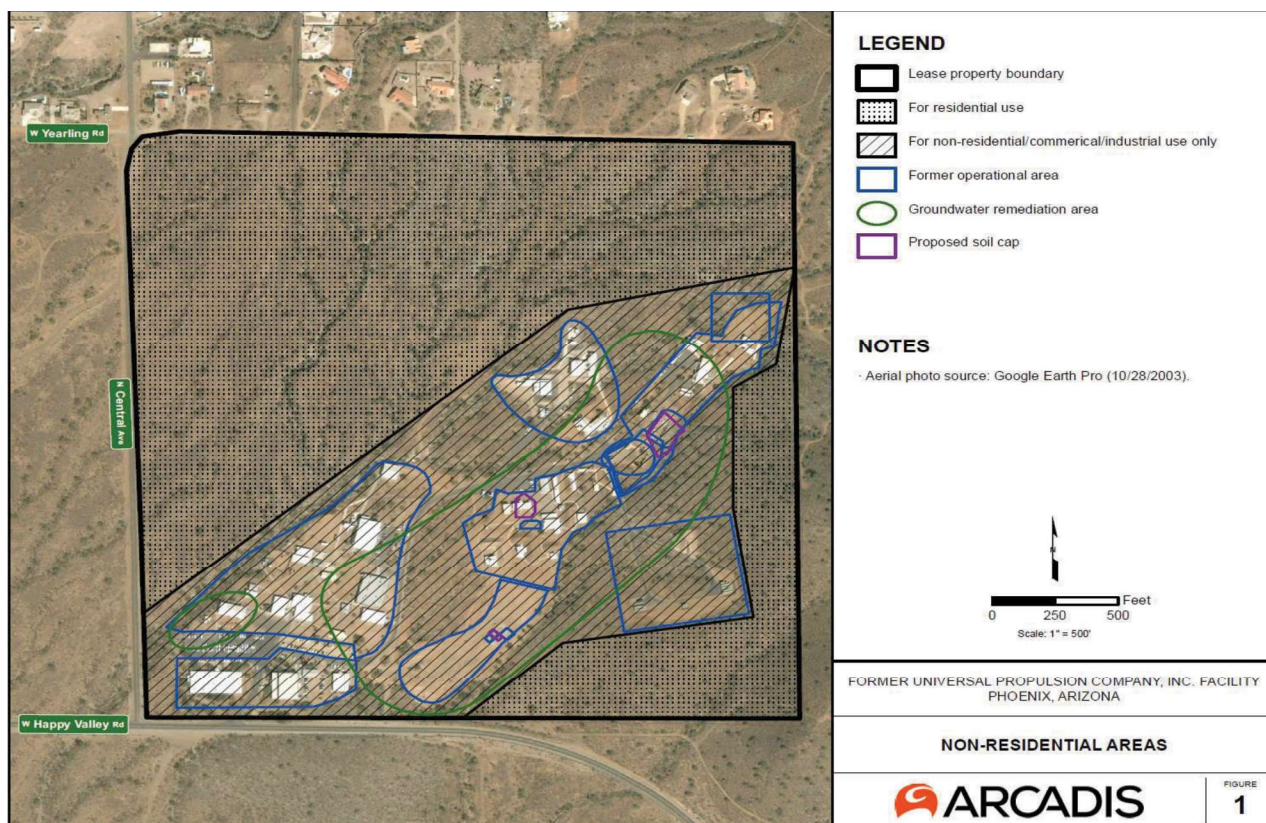 W Yearling Rd
N Central Ave
W Happy Valley Rd
LEGEND
Lease property boundary
For residential use
For non-residential/commerical/industrial use only
Former operational area
Groundwater remediation area
Proposed soil cap
NOTES
· Aerial photo source: Google Earth Pro (10/28/2003).
N
Feet
0 250 500
Scale: 1" = 500'
FORMER UNIVERSAL PROPULSION COMPANY, INC. FACILITY
PHOENIX, ARIZONA
NON-RESIDENTIAL AREAS
ARCADIS
FIGURE
1